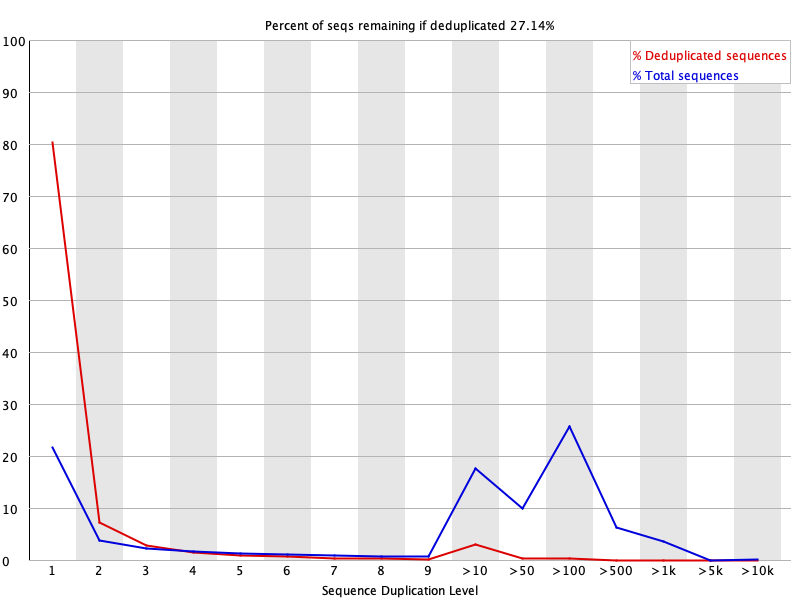 Percent of seqs remaining if deduplicated 27.14%
% Deduplicated sequences
% Total sequences
100
90
80
70
60
50
40
30
20
10
0
1 2 3 4 5 6 7 8 9 >10 >50 >100 >500 >1k >5k >10k
Sequence Duplication Level